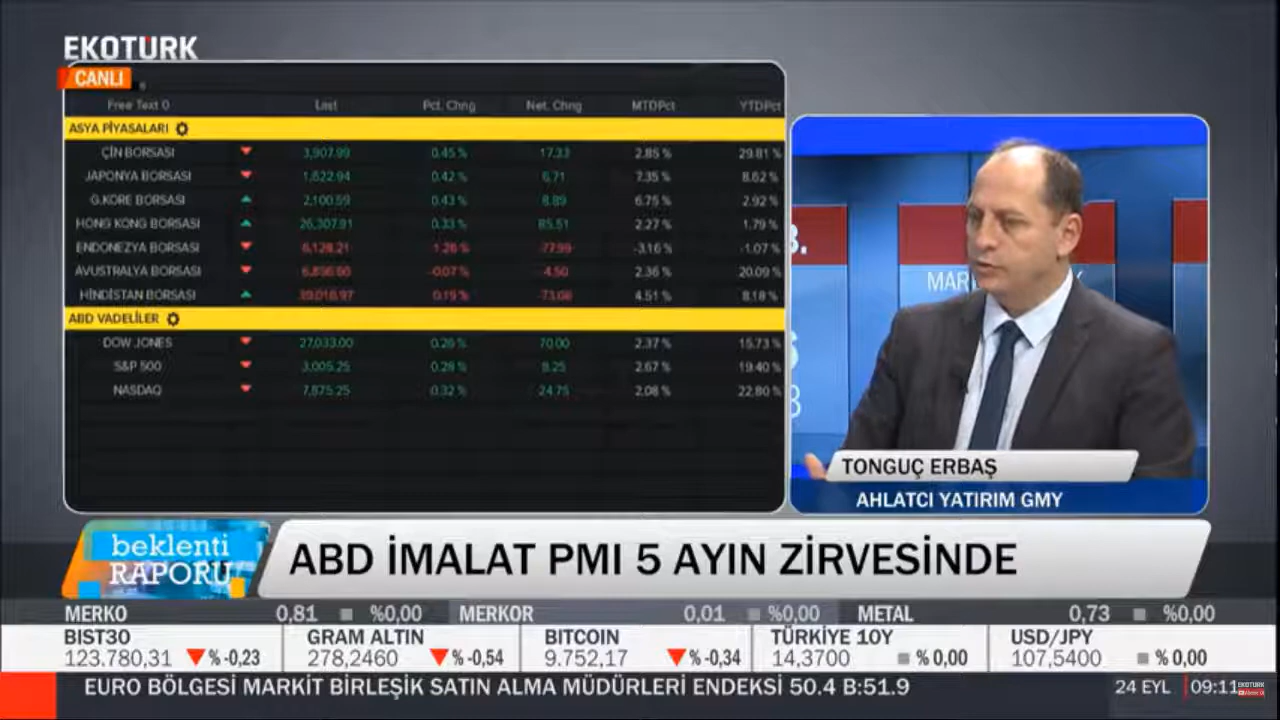 EKOTÜRK
CANLI
Free Text 0 Last Pct. Chng Net. Chng MTDPct YTDPct
ASYA PİYASALARI
ÇİN BORSASI 3,907.99 0.45 % 17.33 2.85 % 29.81 %
JAPONYA BORSASI 1,622.94 0.42 % 6.71 7.35 % 8.62 %
G.KORE BORSASI 2,100.59 0.43 % 8.89 6.75 % 2.92 %
HONG KONG BORSASI 26,307.91 0.33 % 85.51 2.27 % 1.79 %
ENDONEZYA BORSASI 6,128.21 1.26 % -77.99 -3.16 % -1.07 %
AVUSTRALYA BORSASI -0.07 % -4.50 2.36 % 20.09 %
HİNDİSTAN BORSASI 0.19 % 4.51 % 8.18 %
ABD VADELİLER
DOW JONES 27,033.00 0.26 % 70.00 2.37 % 15.73 %
S&P 500 3,005.25 0.28 % 8.25 2.67 % 19.40 %
NASDAQ 7,875.25 0.32 % 24.75 2.08 % 22.80 %
TONGUÇ ERBAŞ
AHLATCI YATIRIM GMY
beklenti
RAPORU
ABD İMALAT PMI 5 AYIN ZİRVESİNDE
MERKO 0,81 %0,00 MERKOR 0,01 %0,00 METAL 0,73 %0,00
BIST30 GRAM ALTIN BITCOIN TÜRKİYE 10Y USD/JPY
123.780,31 % -0,23 278,2460 % -0,54 9.752,17 % -0,34 14,3700 % 0,00 107,5400 % 0,00
EURO BÖLGESİ MARKİT BİRLEŞİK SATIN ALMA MÜDÜRLERİ ENDEKSİ 50.4 B:51.9 24 EYL 09:11